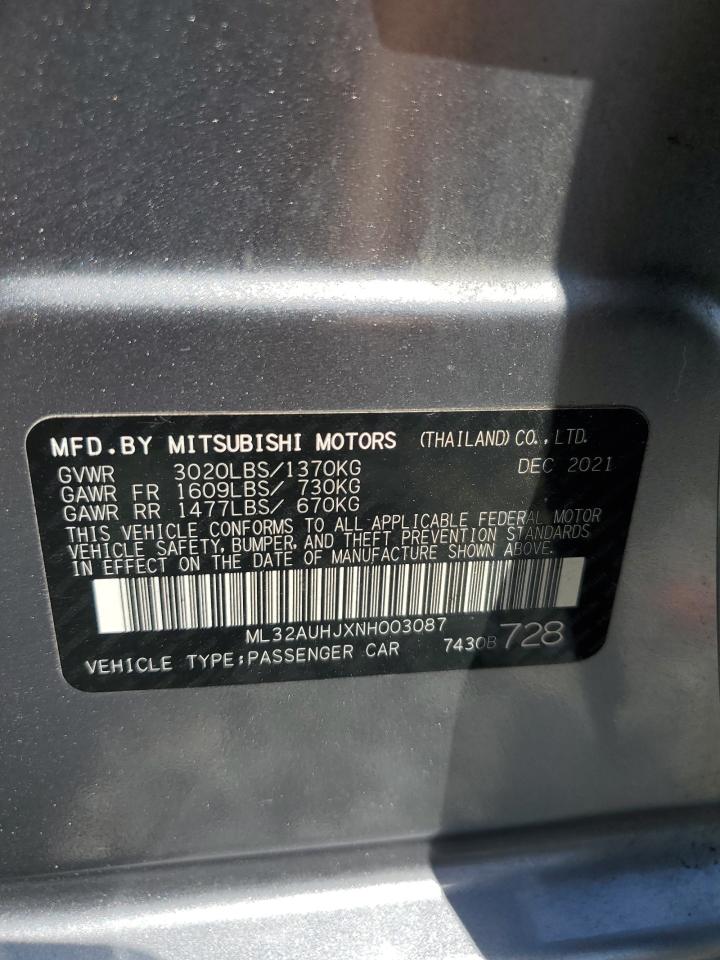 MFD.BY MITSUBISHI MOTORS (THAILAND) CO., LTD.
GVWR 3020LBS/1370KG DEC 2021
GAWR FR 1609LBS/ 730KG
GAWR RR 1477LBS/ 670KG
THIS VEHICLE CONFORMS TO ALL APPLICABLE FEDERAL MOTOR
VEHICLE SAFETY, BUMPER, AND THEFT PREVENTION STANDARDS
IN EFFECT ON THE DATE OF MANUFACTURE SHOWN ABOVE.
ML32AUHJXNH003087
VEHICLE TYPE;PASSENGER CAR 7430B 728